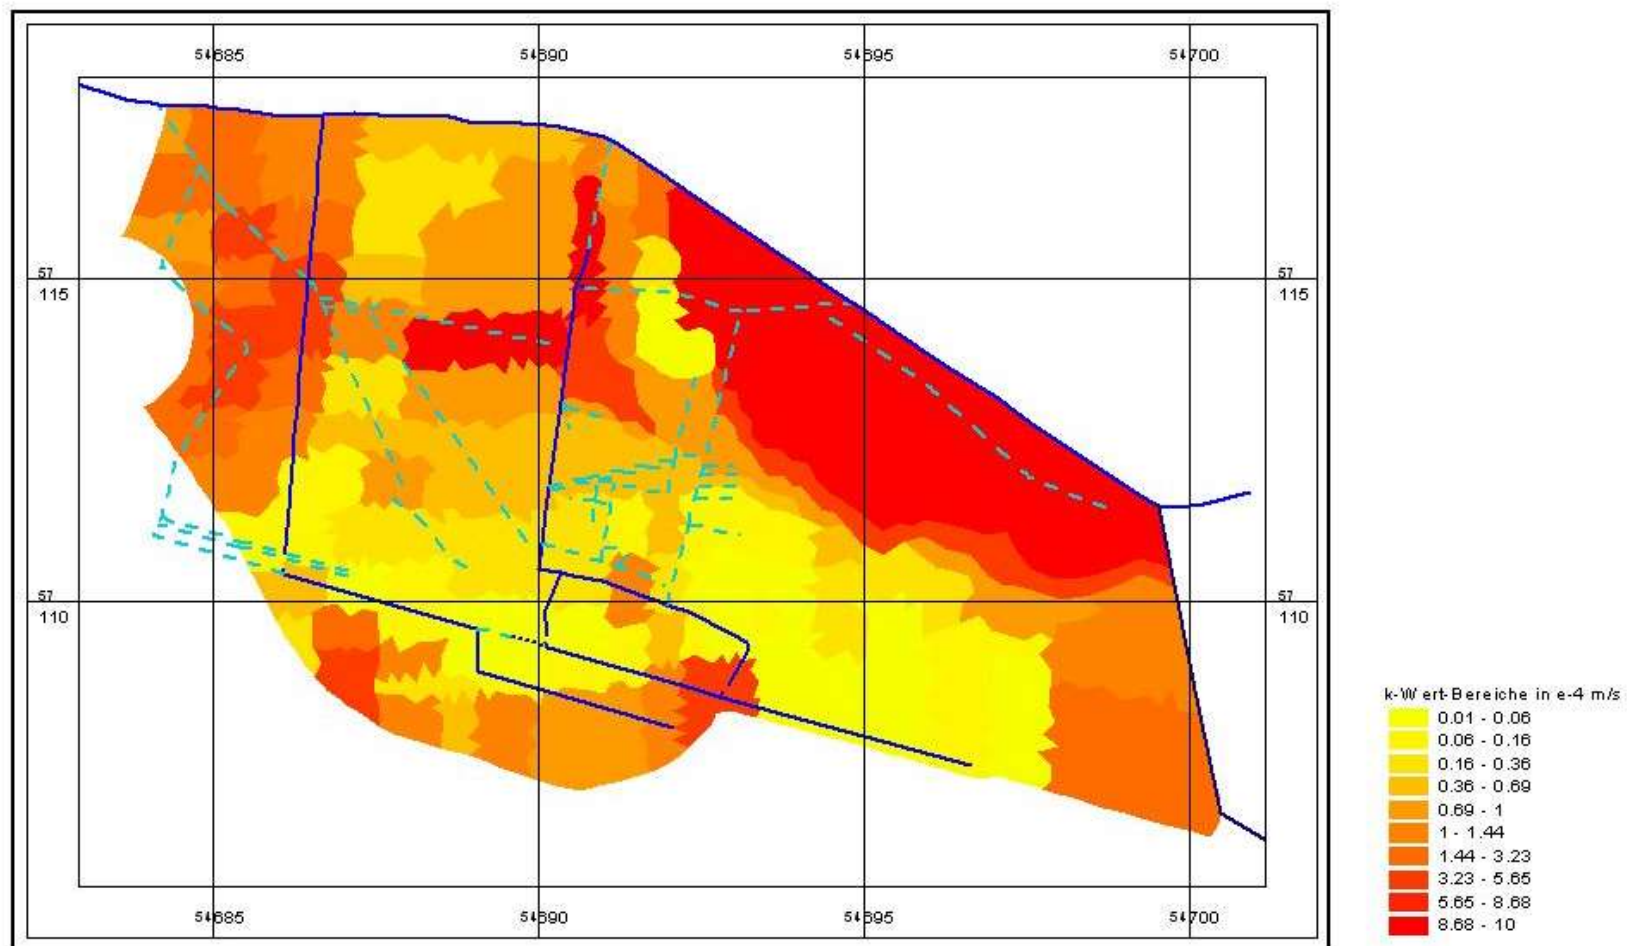 54685 54690 54695 54700
57 57
115 115
57 57
110 110
54685 54690 54695 54700
k-Wert-Bereiche in e-4 m/s
0.01 - 0.06
0.06 - 0.16
0.16 - 0.36
0.36 - 0.69
0.69 - 1
1 - 1.44
1.44 - 3.23
3.23 - 5.65
5.65 - 8.68
8.68 - 10